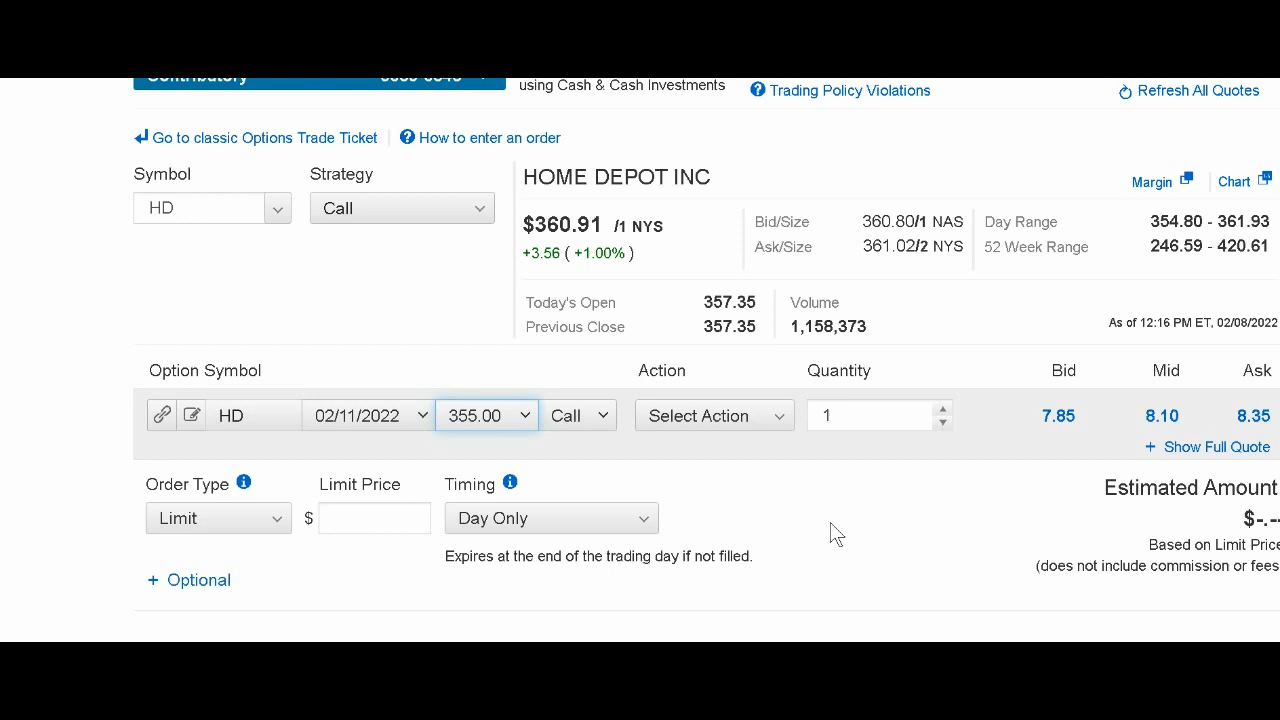 using Cash & Cash Investments
Trading Policy Violations
Refresh All Quotes
Go to classic Options Trade Ticket
How to enter an order
Symbol
Strategy
HD
Call
HOME DEPOT INC
Margin
Chart
$360.91 /1 NYS
+3.56 ( +1.00% )
Bid/Size 360.80/1 NAS
Ask/Size 361.02/2 NYS
Day Range 354.80 - 361.93
52 Week Range 246.59 - 420.61
Today's Open 357.35
Previous Close 357.35
Volume
1,158,373
As of 12:16 PM ET, 02/08/2022
Option Symbol Action Quantity Bid Mid Ask
HD 02/11/2022 355.00 Call Select Action 1 7.85 8.10 8.35
+ Show Full Quote
Order Type Limit Price Timing
Limit $ Day Only
Expires at the end of the trading day if not filled.
+ Optional
Estimated Amount
$-.--
Based on Limit Price
(does not include commission or fees